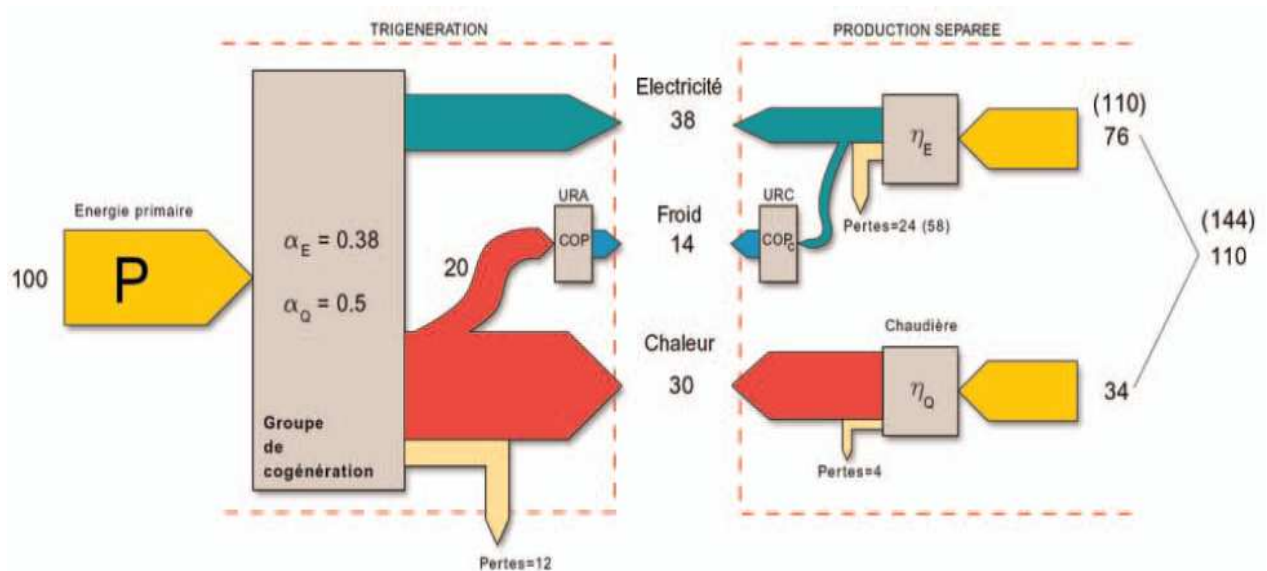 TRIGENERATION
PRODUCTION SEPAREE
Electricité
38
(110)
76
η_E
Energie primaire
URA
COP
Froid
14
URC
COP_C
Pertes=24 (58)
(144)
110
100
P
α_E = 0.38
α_Q = 0.5
20
Chaleur
30
Chaudière
η_Q
34
Groupe
de
cogénération
Pertes=4
Pertes=12